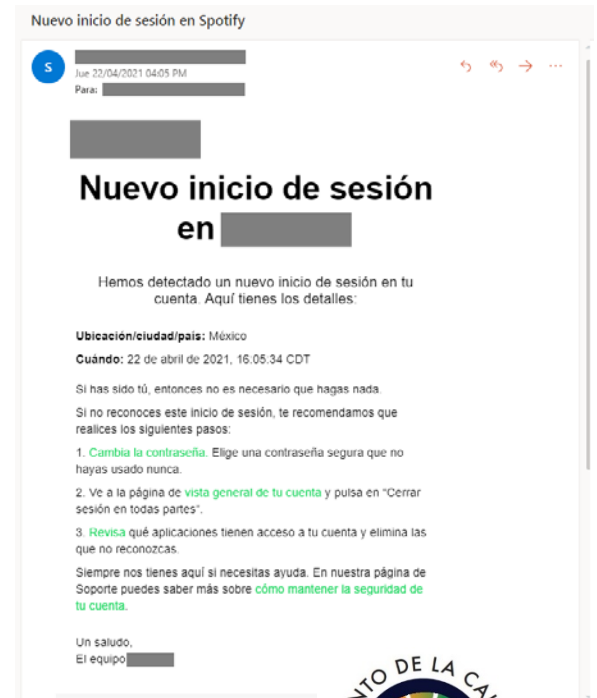 Nuevo inicio de sesión en Spotify
S
Jue 22/04/2021 04:05 PM
Para:
Nuevo inicio de sesión
en
Hemos detectado un nuevo inicio de sesión en tu
cuenta. Aquí tienes los detalles:
Ubicación/ciudad/país: México
Cuándo: 22 de abril de 2021, 16:05:34 CDT
Si has sido tú, entonces no es necesario que hagas nada.
Si no reconoces este inicio de sesión, te recomendamos que
realices los siguientes pasos:
1. Cambia la contraseña. Elige una contraseña segura que no
hayas usado nunca.
2. Ve a la página de vista general de tu cuenta y pulsa en "Cerrar
sesión en todas partes".
3. Revisa qué aplicaciones tienen acceso a tu cuenta y elimina las
que no reconozcas.
Siempre nos tienes aquí si necesitas ayuda. En nuestra página de
Soporte puedes saber más sobre cómo mantener la seguridad de
tu cuenta.
Un saludo,
El equipo
DE LA